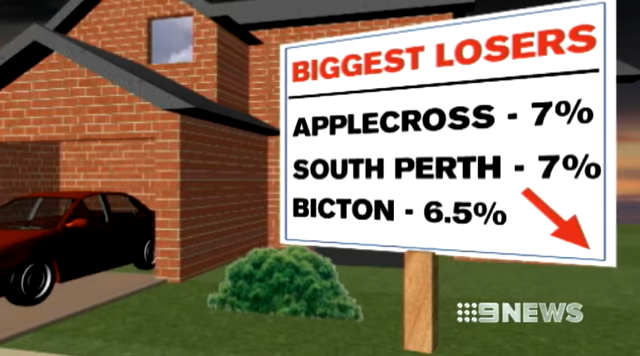 BIGGEST LOSERS
APPLECROSS - 7%
SOUTH PERTH - 7%
BICTON - 6.5%
9NEWS